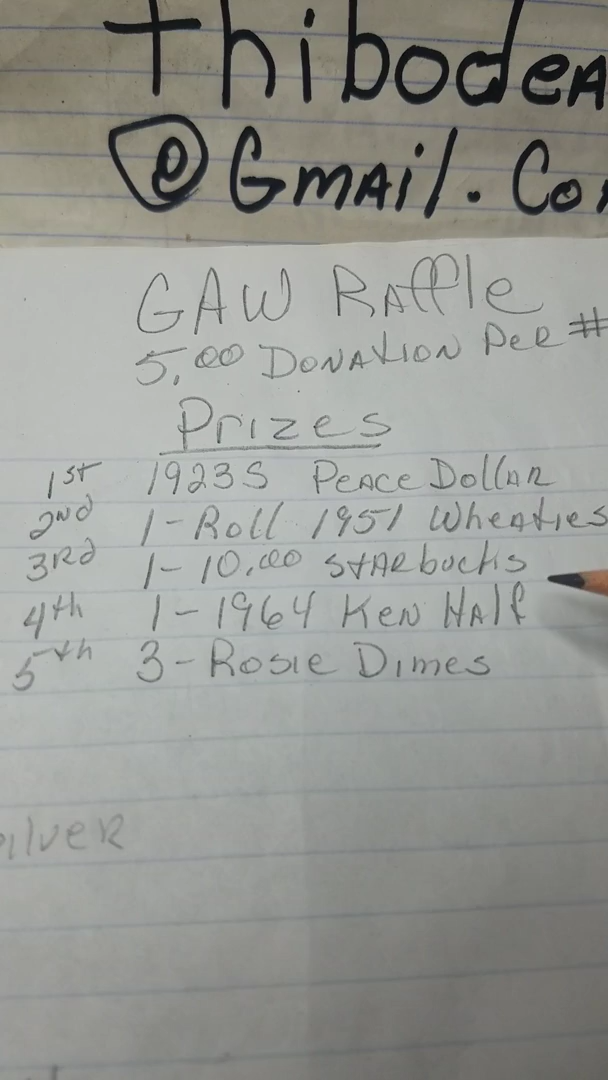 thibodea
@Gmail.Co
GAW Raffle
5.00 Donation Per #
Prizes
1st 1923S Peace Dollar
2nd 1-Roll 1951 Wheaties
3rd 1-10.00 Starbucks
4th 1-1964 Ken Half
5th 3-Rosie Dimes
silver